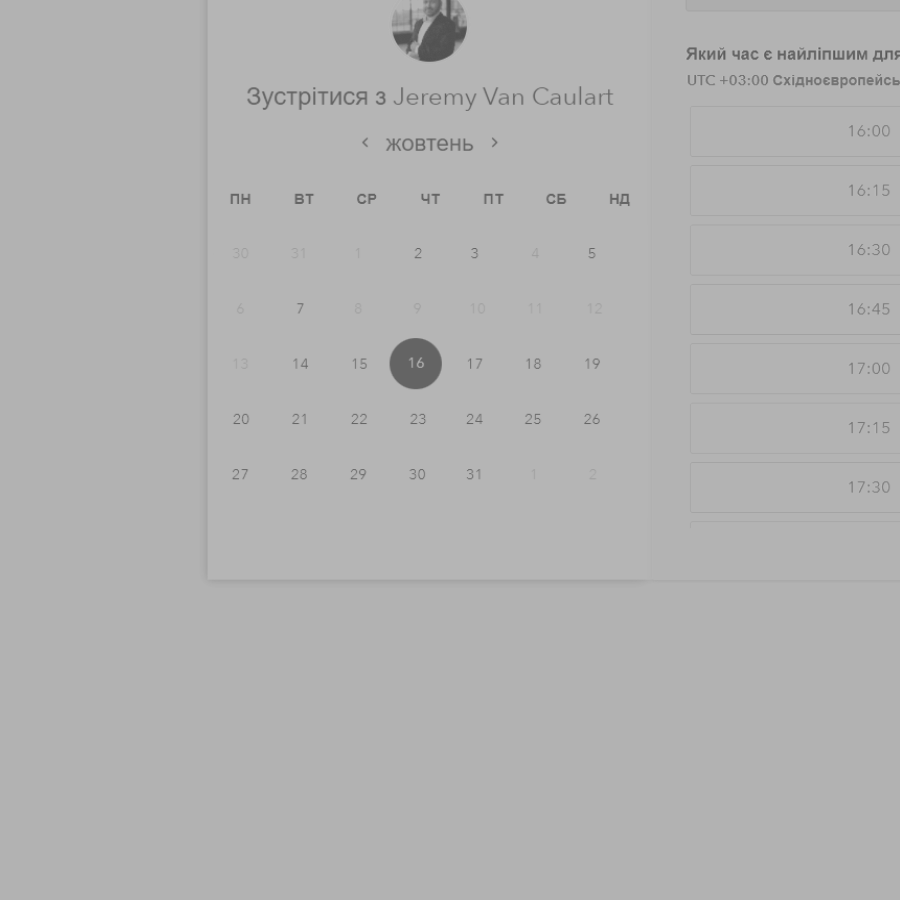 Зустрітися з Jeremy Van Caulart
жовтень
ПН ВТ СР ЧТ ПТ СБ НД
30 31 1 2 3 4 5
6 7 8 9 10 11 12
13 14 15 16 17 18 19
20 21 22 23 24 25 26
27 28 29 30 31 1 2
Який час є найліпшим для
UTC +03:00 Східноєвропейсь
16:00
16:15
16:30
16:45
17:00
17:15
17:30